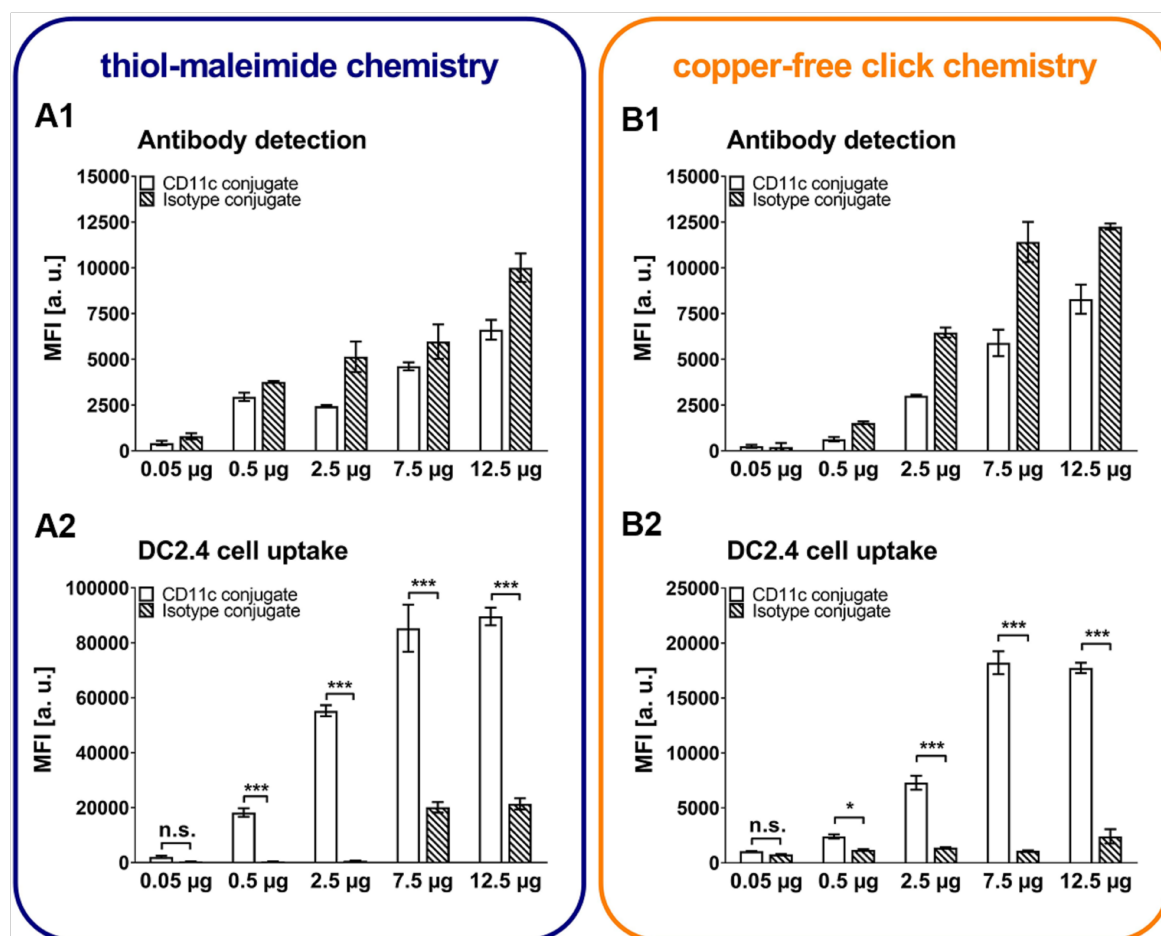 thiol-maleimide chemistry
A1
Antibody detection
CD11c conjugate
Isotype conjugate
MFI [a. u.]
15000
12500
10000
7500
5000
2500
0
0.05 µg 0.5 µg 2.5 µg 7.5 µg 12.5 µg
A2
DC2.4 cell uptake
CD11c conjugate
Isotype conjugate
MFI [a. u.]
100000
80000
60000
40000
20000
0
n.s. *** *** *** ***
0.05 µg 0.5 µg 2.5 µg 7.5 µg 12.5 µg
copper-free click chemistry
B1
Antibody detection
CD11c conjugate
Isotype conjugate
MFI [a. u.]
15000
12500
10000
7500
5000
2500
0
0.05 µg 0.5 µg 2.5 µg 7.5 µg 12.5 µg
B2
DC2.4 cell uptake
CD11c conjugate
Isotype conjugate
MFI [a. u.]
25000
20000
15000
10000
5000
0
n.s. * *** *** ***
0.05 µg 0.5 µg 2.5 µg 7.5 µg 12.5 µg